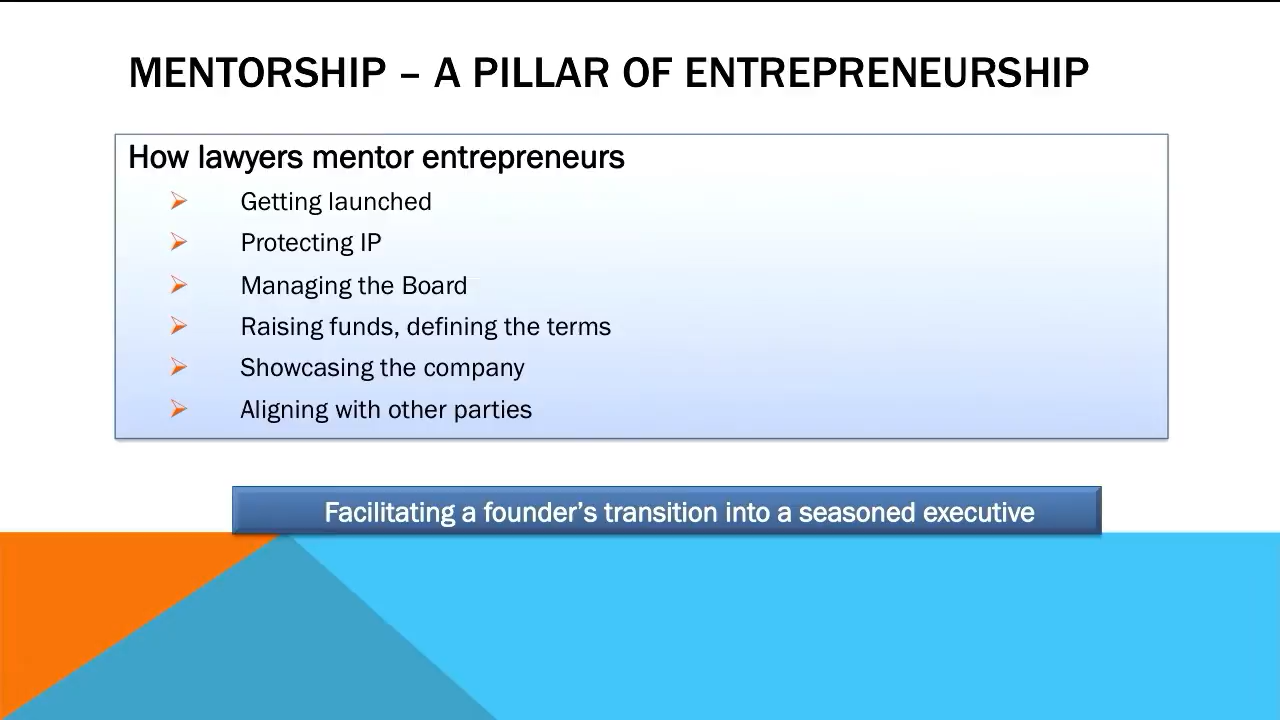 MENTORSHIP – A PILLAR OF ENTREPRENEURSHIP
How lawyers mentor entrepreneurs
Getting launched
Protecting IP
Managing the Board
Raising funds, defining the terms
Showcasing the company
Aligning with other parties
Facilitating a founder’s transition into a seasoned executive